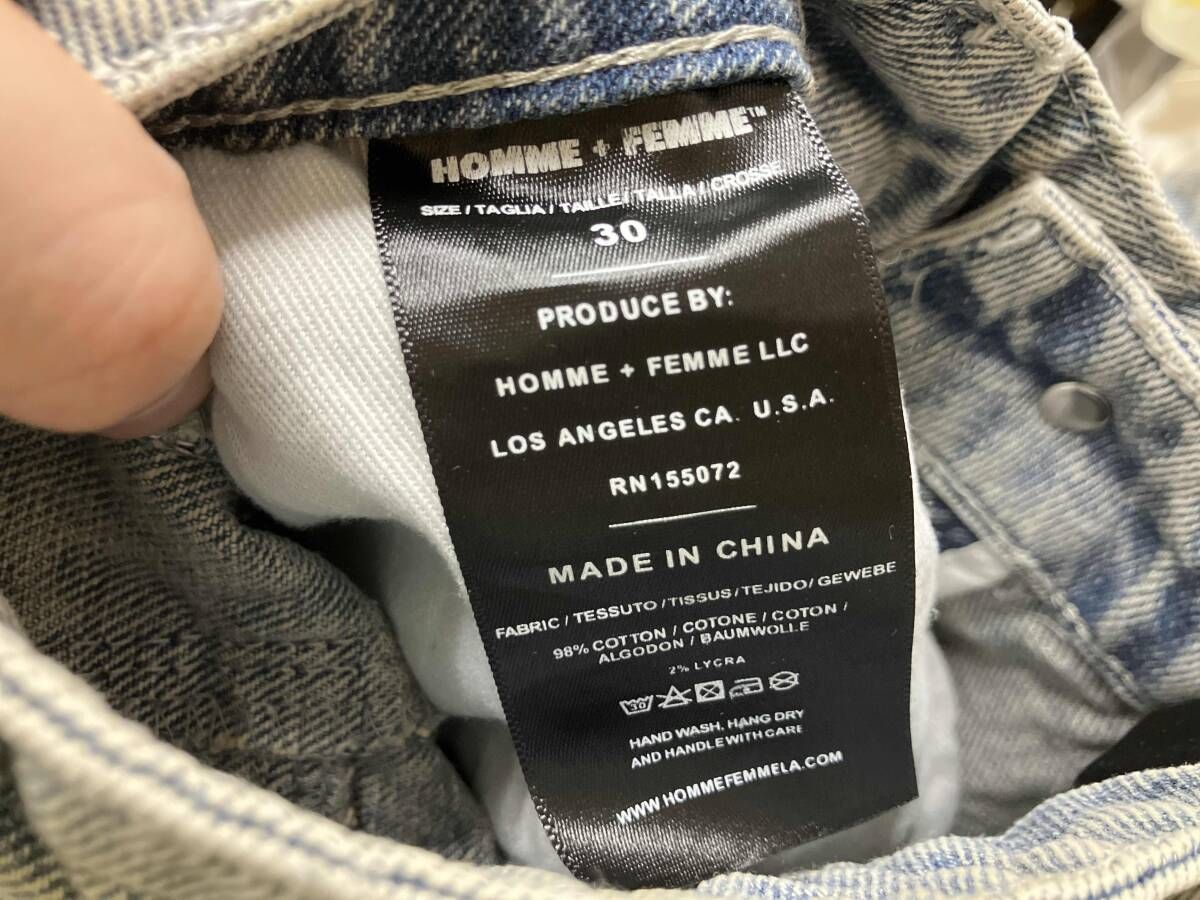 HOMME + FEMME™
SIZE / TAGLIA / TAILLE / TALLA / CROSSE
30
PRODUCE BY:
HOMME + FEMME LLC
LOS ANGELES CA. U.S.A.
RN155072
MADE IN CHINA
FABRIC / TESSUTO / TISSUS / TEJIDO / GEWEBE
98% COTTON / COTONE / COTON /
ALGODON / BAUMWOLLE
2% LYCRA
30
HAND WASH, HANG DRY
AND HANDLE WITH CARE
WWW.HOMMEFEMMELA.COM